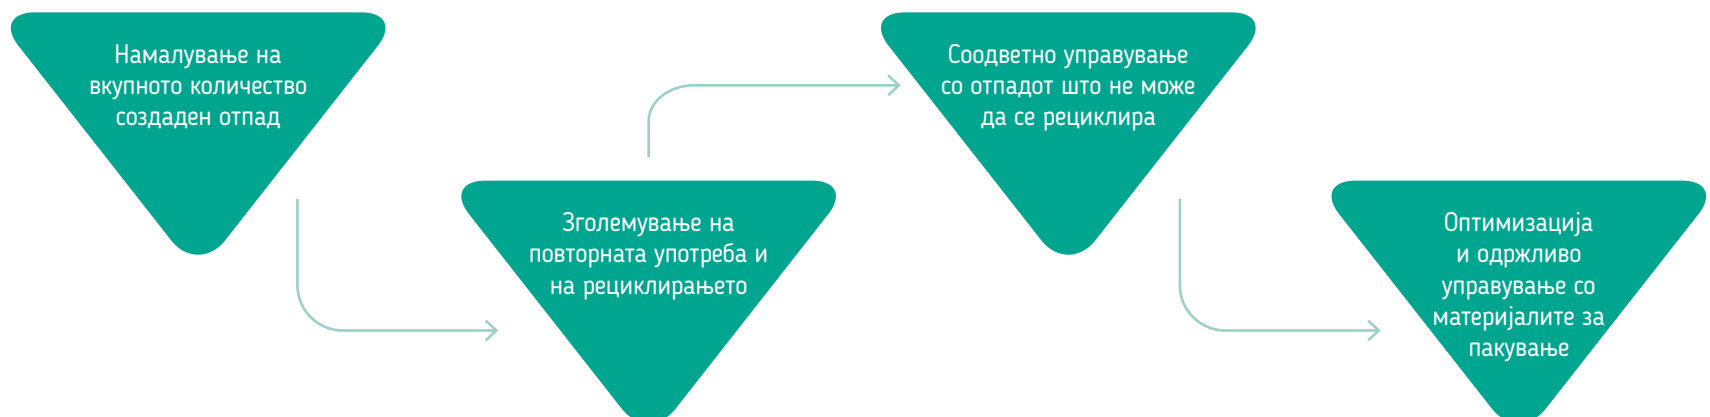 Намалување на
вкупното количество
создаден отпад
Зголемување на
повторната употреба и
на рециклирањето
Соодветно управување
со отпадот што не може
да се рециклира
Оптимизација
и одржливо
управување со
материјалите за
пакување